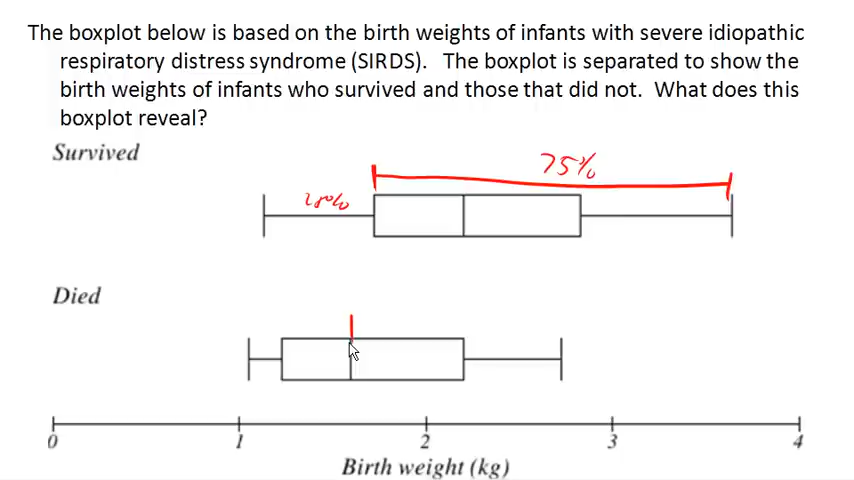 The boxplot below is based on the birth weights of infants with severe idiopathic
respiratory distress syndrome (SIRDS).   The boxplot is separated to show the
birth weights of infants who survived and those that did not.  What does this
boxplot reveal?
Survived
75%
Died
0 1 2 3 4
Birth weight (kg)